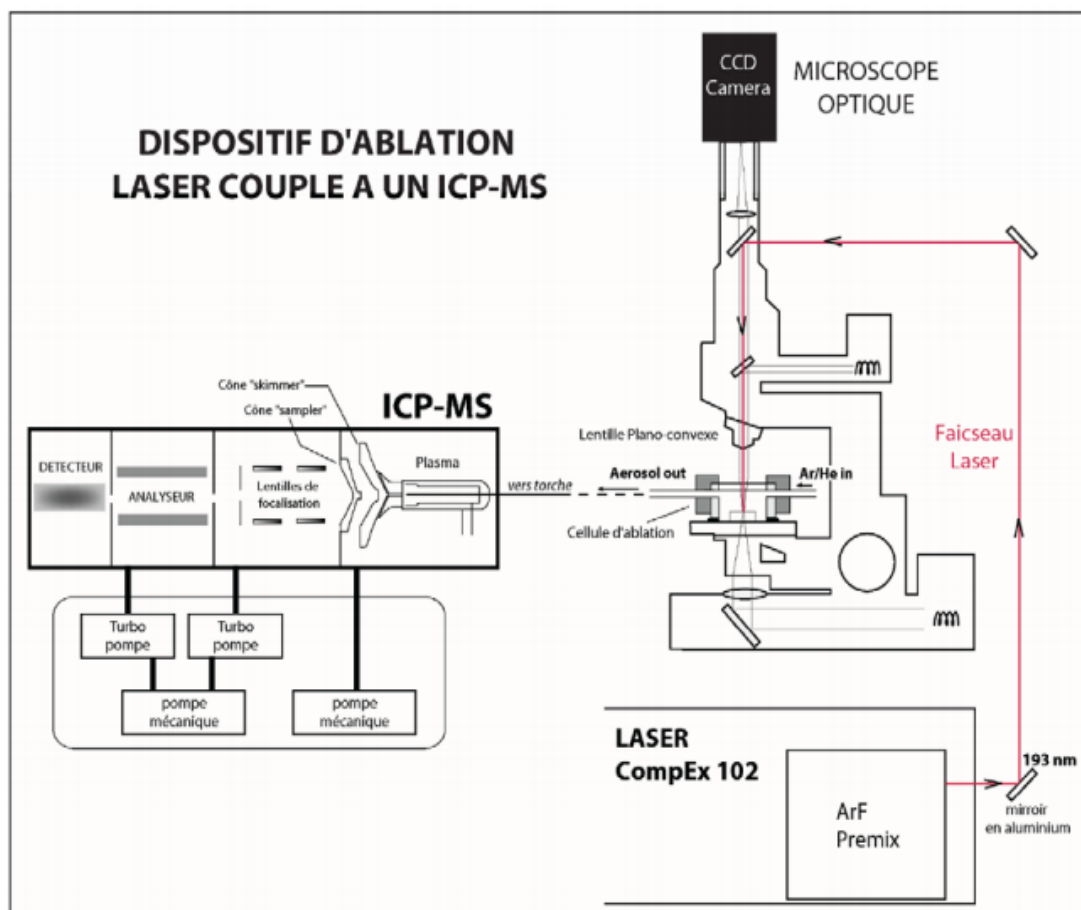 CCD
Camera
MICROSCOPE
OPTIQUE
DISPOSITIF D'ABLATION
LASER COUPLE A UN ICP-MS
Cône "skimmer"
Cône "sampler"
ICP-MS
DETECTEUR
ANALYSEUR
Lentilles de
focalisation
Plasma
vers torche
Lentille Plano-convexe
Aerosol out
Ar/He in
Cellule d'ablation
Faicseau
Laser
Turbo
pompe
Turbo
pompe
pompe
mécanique
pompe
mécanique
LASER
CompEx 102
ArF
Premix
193 nm
mirroir
en aluminium